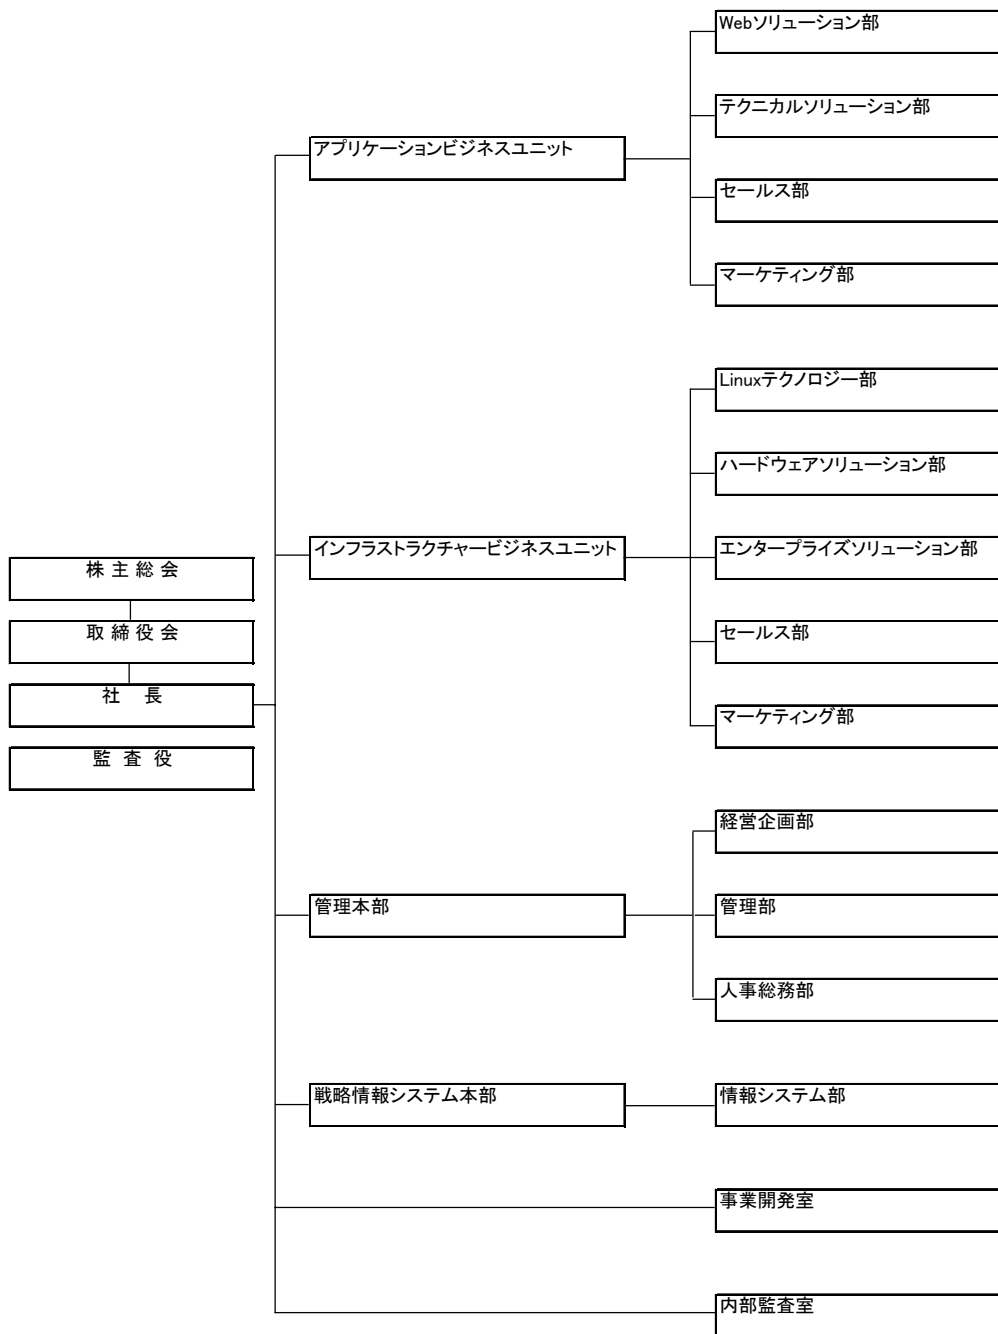 株 主 総 会
取 締 役 会
社 長
監 査 役
アプリケーションビジネスユニット
Webソリューション部
テクニカルソリューション部
セールス部
マーケティング部
インフラストラクチャービジネスユニット
Linuxテクノロジー部
ハードウェアソリューション部
エンタープライズソリューション部
セールス部
マーケティング部
管理本部
経営企画部
管理部
人事総務部
戦略情報システム本部
情報システム部
事業開発室
内部監査室